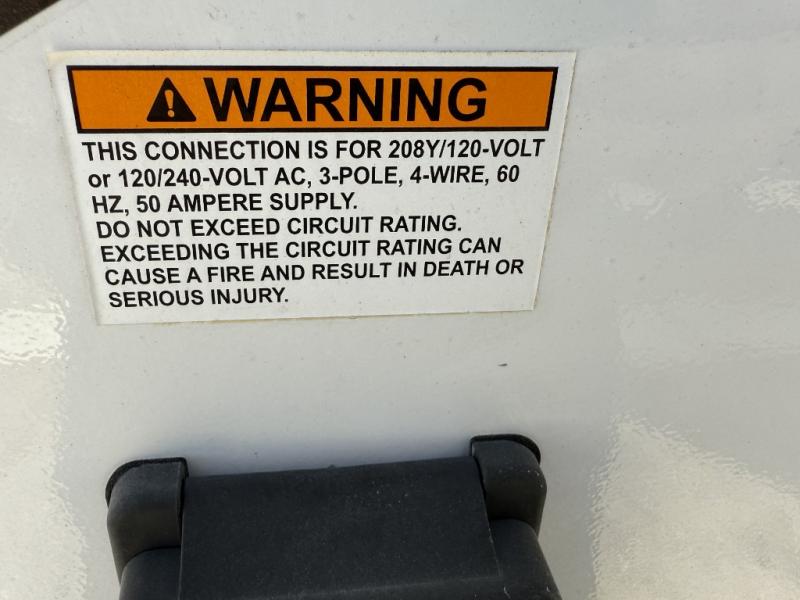 WARNING
THIS CONNECTION IS FOR 208Y/120-VOLT
or 120/240-VOLT AC, 3-POLE, 4-WIRE, 60
HZ, 50 AMPERE SUPPLY.
DO NOT EXCEED CIRCUIT RATING.
EXCEEDING THE CIRCUIT RATING CAN
CAUSE A FIRE AND RESULT IN DEATH OR
SERIOUS INJURY.